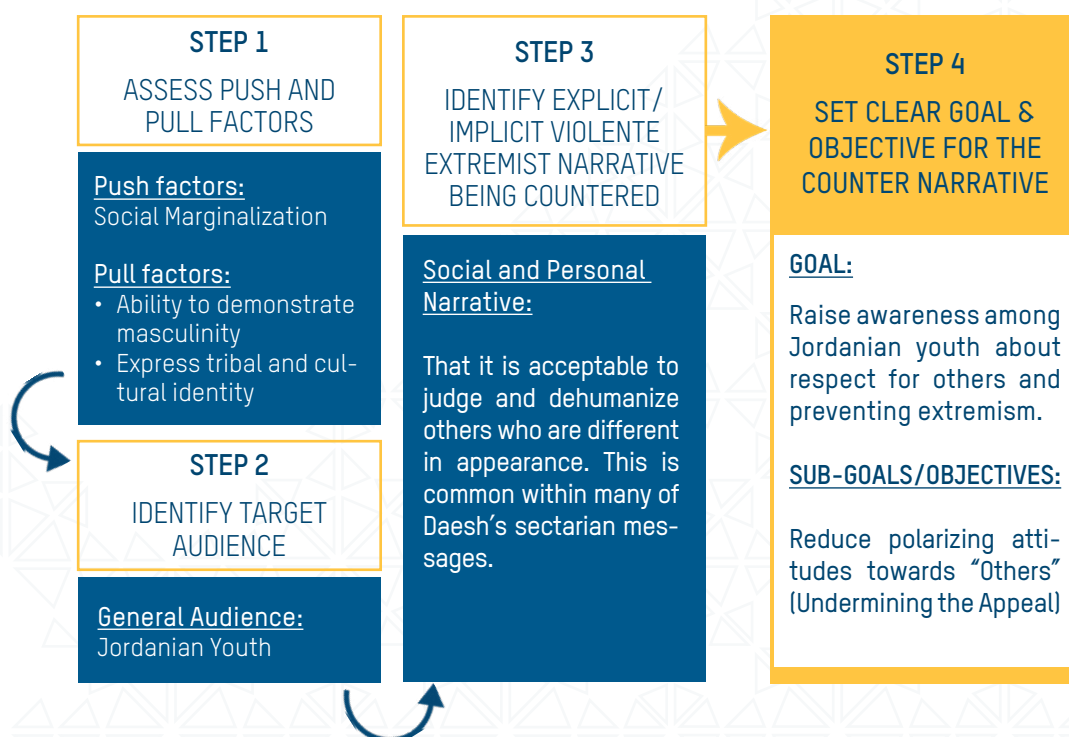 STEP 1
ASSESS PUSH AND
PULL FACTORS
Push factors:
Social Marginalization
Pull factors:
• Ability to demonstrate
masculinity
• Express tribal and cul-
tural identity
STEP 2
IDENTIFY TARGET
AUDIENCE
General Audience:
Jordanian Youth
STEP 3
IDENTIFY EXPLICIT/
IMPLICIT VIOLENTE
EXTREMIST NARRATIVE
BEING COUNTERED
Social and Personal
Narrative:
That it is acceptable to
judge and dehumanize
others who are different
in appearance. This is
common within many of
Daesh's sectarian mes-
sages.
STEP 4
SET CLEAR GOAL &
OBJECTIVE FOR THE
COUNTER NARRATIVE
GOAL:
Raise awareness among
Jordanian youth about
respect for others and
preventing extremism.
SUB-GOALS/OBJECTIVES:
Reduce polarizing atti-
tudes towards “Others”
(Undermining the Appeal)